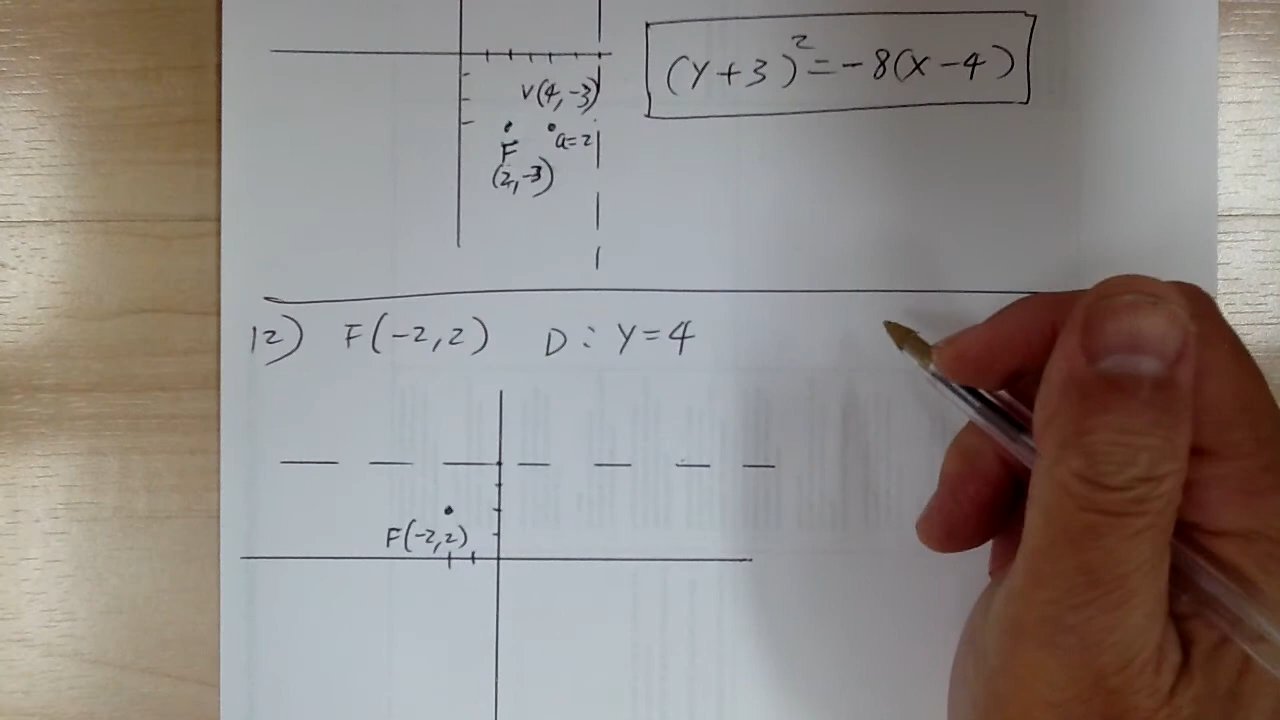 (y+3)²=-8(x-4)
V(4,-3)
F a=2
(2,-3)
12) F(-2,2) D: y=4
F(-2,2)